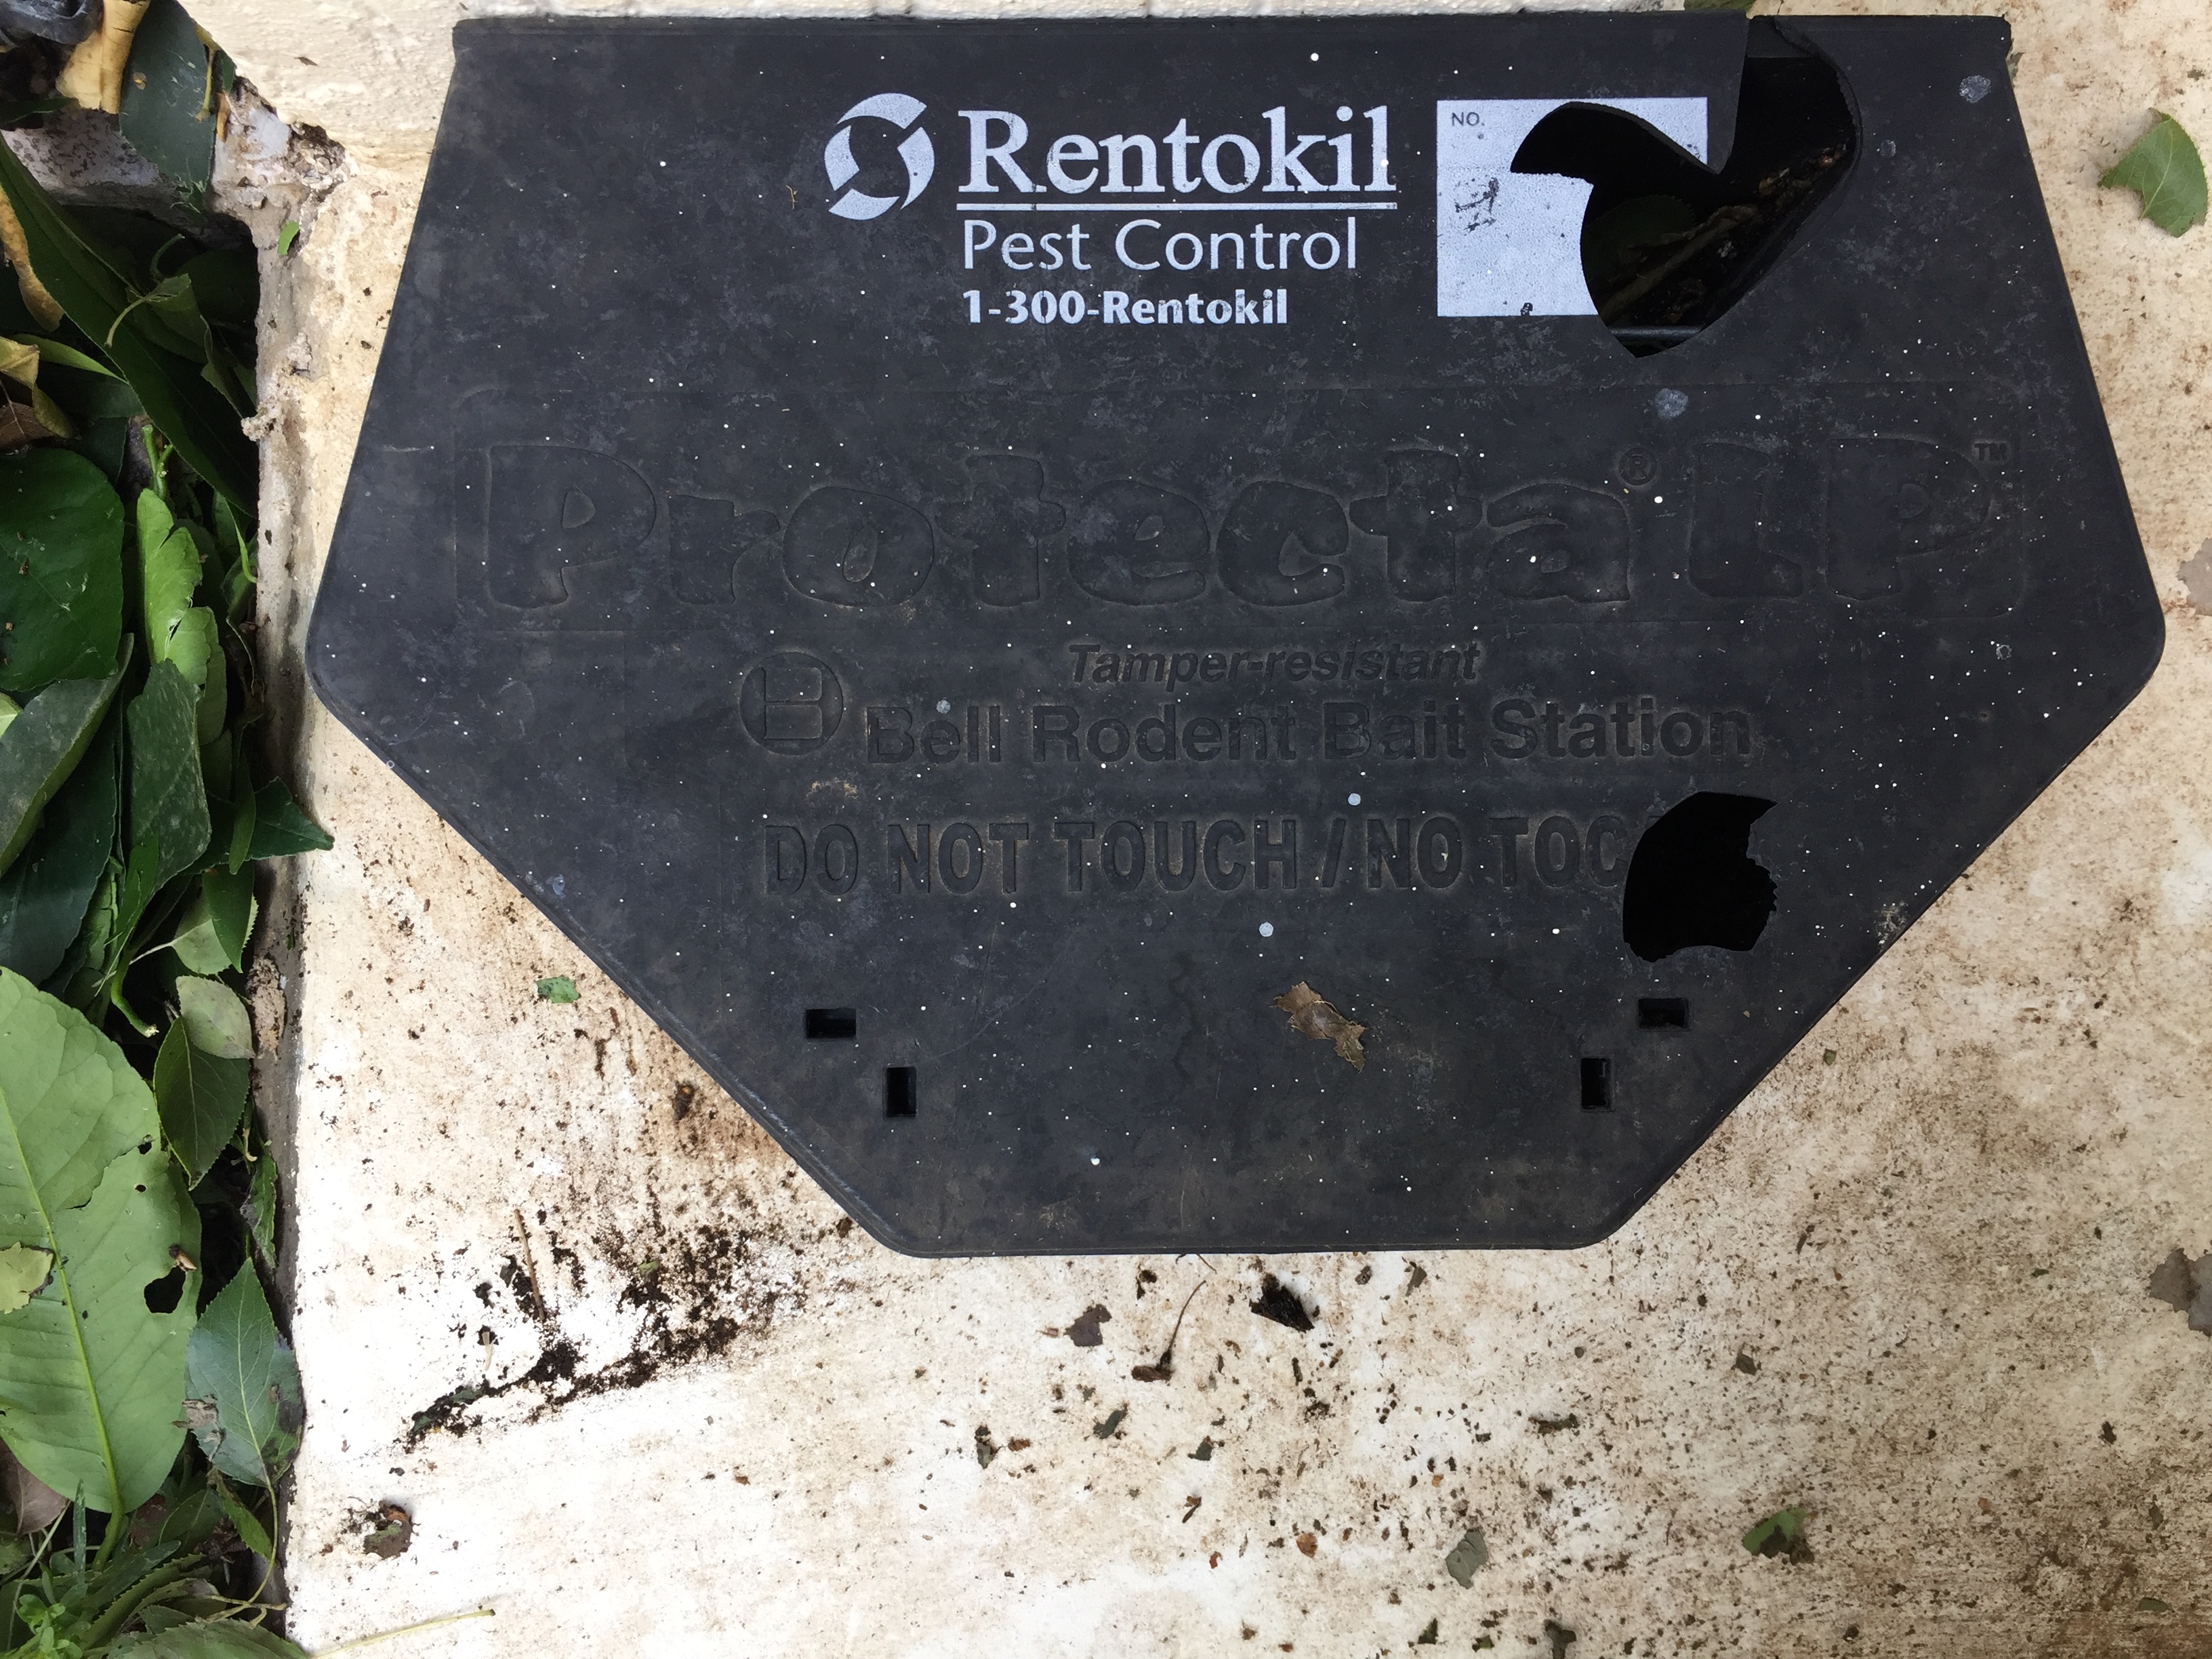 Rentokil
Pest Control
1-300-Rentokil
NO.
Protecta® LP™
Tamper-resistant
Bell Rodent Bait Station
DO NOT TOUCH / NO TOC